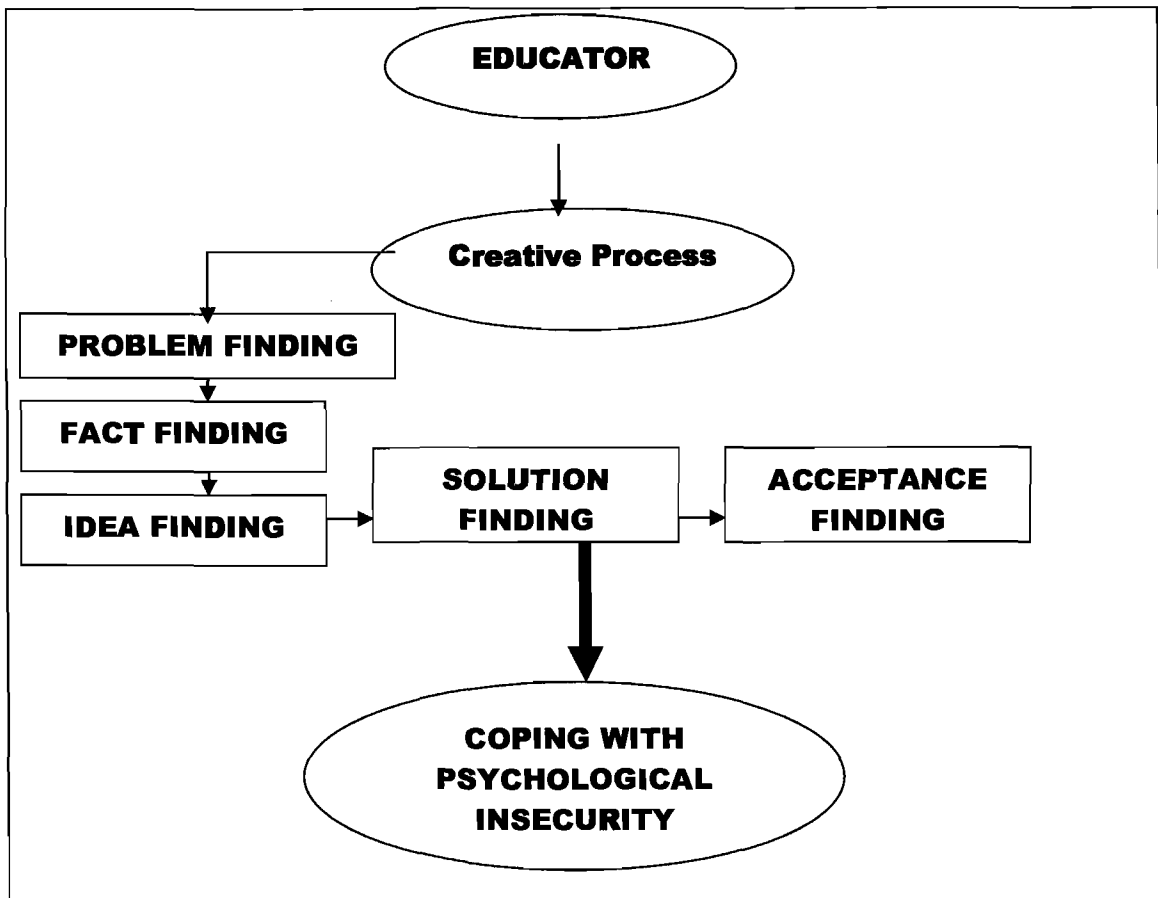 EDUCATOR
Creative Process
PROBLEM FINDING
FACT FINDING
IDEA FINDING
SOLUTION
FINDING
ACCEPTANCE
FINDING
COPING WITH
PSYCHOLOGICAL
INSECURITY